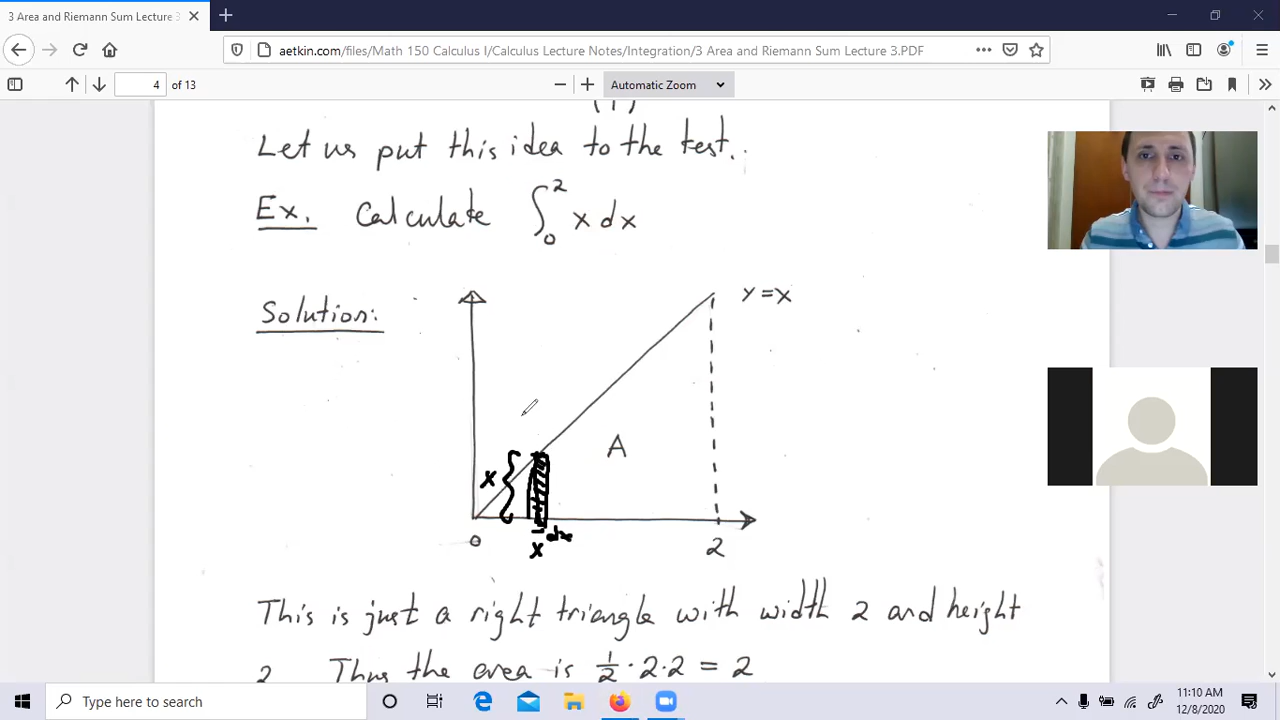 3 Area and Riemann Sum Lecture 3
aetkin.com/files/Math 150 Calculus I/Calculus Lecture Notes/Integration/3 Area and Riemann Sum Lecture 3.PDF
4 of 13
Automatic Zoom
Let us put this idea to the test.
Ex. Calculate ∫₀² x dx
Solution:
y = x
A
x
dx
0
x
2
This is just a right triangle with width 2 and height
2. Thus the area is 1/2 · 2 · 2 = 2
Type here to search
11:10 AM
12/8/2020